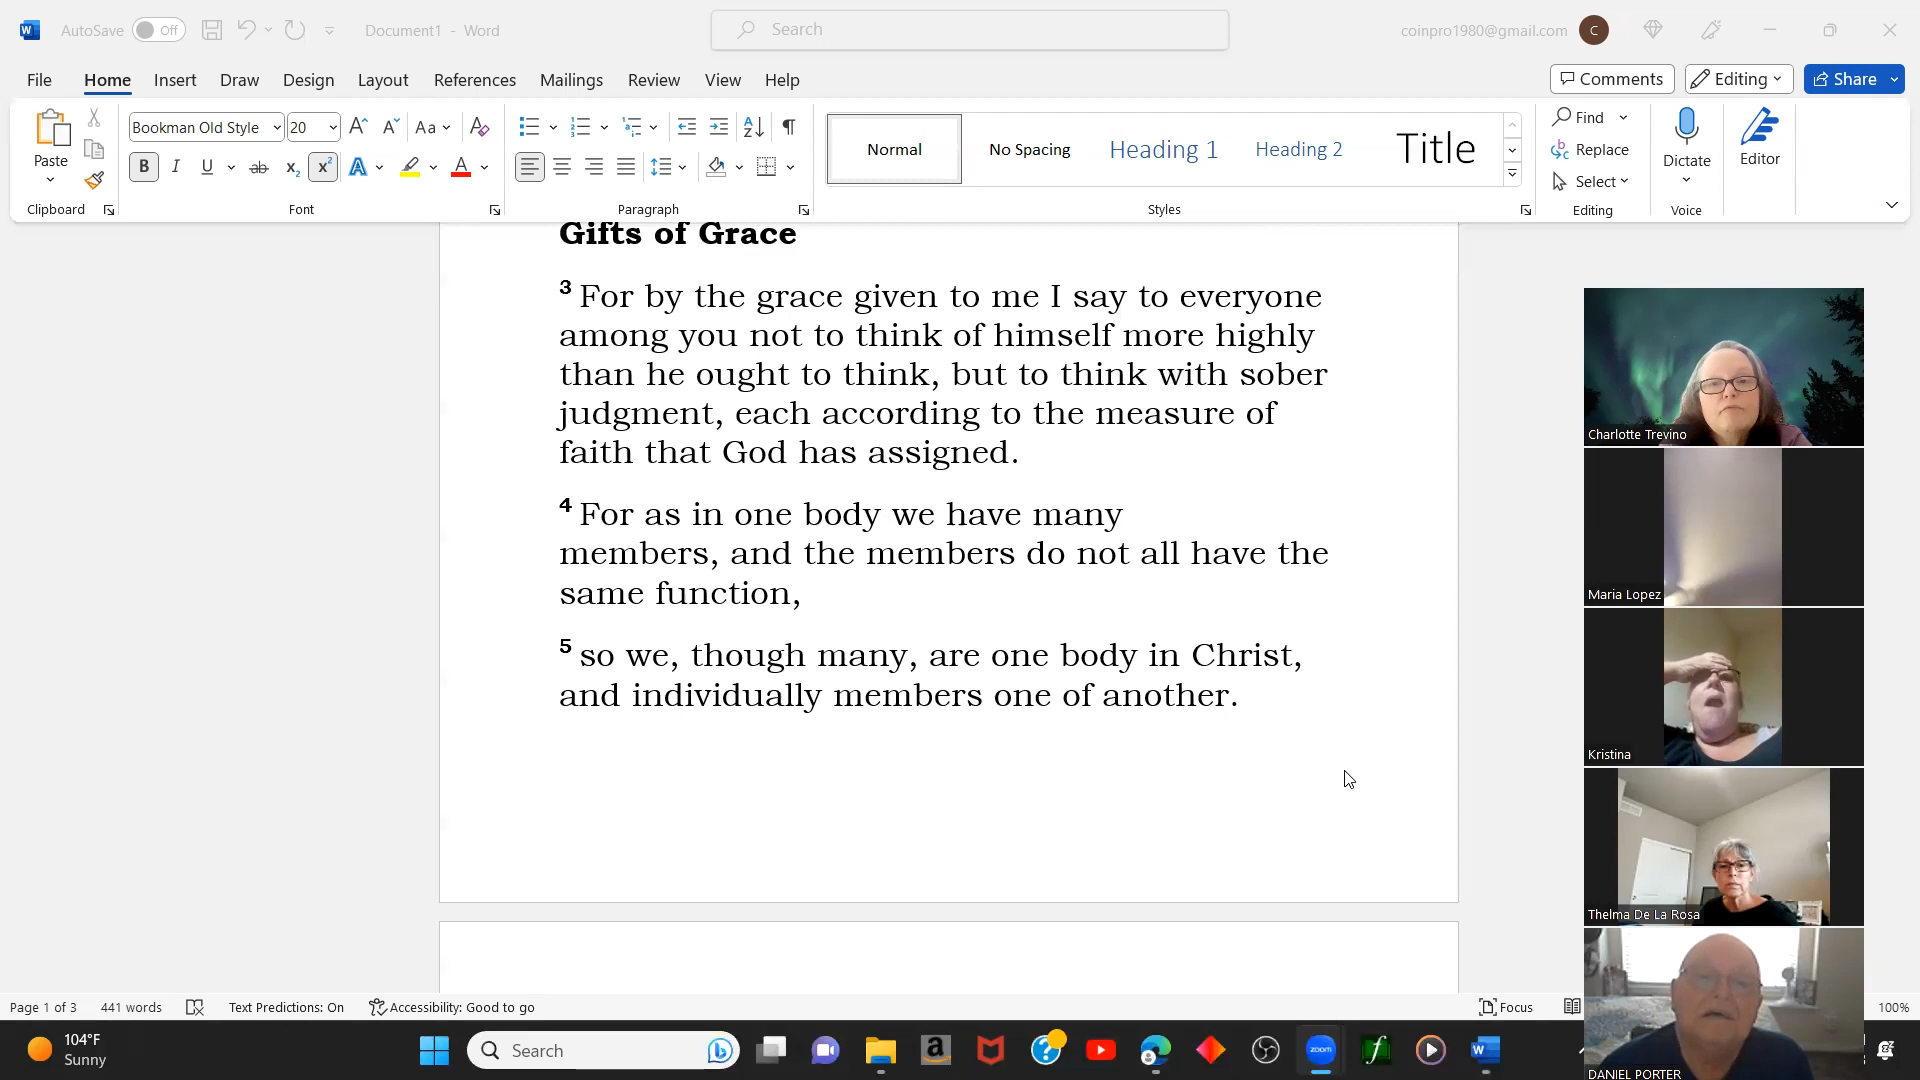 AutoSave Off Document1 - Word Search coinpro1980@gmail.com C
File Home Insert Draw Design Layout References Mailings Review View Help Comments Editing Share
Paste Bookman Old Style 20 Aa Normal No Spacing Heading 1 Heading 2 Title Find Replace Select Dictate Editor
Clipboard Font Paragraph Styles Editing Voice
Gifts of Grace
3 For by the grace given to me I say to everyone
among you not to think of himself more highly
than he ought to think, but to think with sober
judgment, each according to the measure of
faith that God has assigned.
4 For as in one body we have many
members, and the members do not all have the
same function,
5 so we, though many, are one body in Christ,
and individually members one of another.
Charlotte Trevino
Maria Lopez
Kristina
Thelma De La Rosa
DANIEL PORTER
Page 1 of 3 441 words Text Predictions: On Accessibility: Good to go Focus 100%
104°F
Sunny
Search
zoom